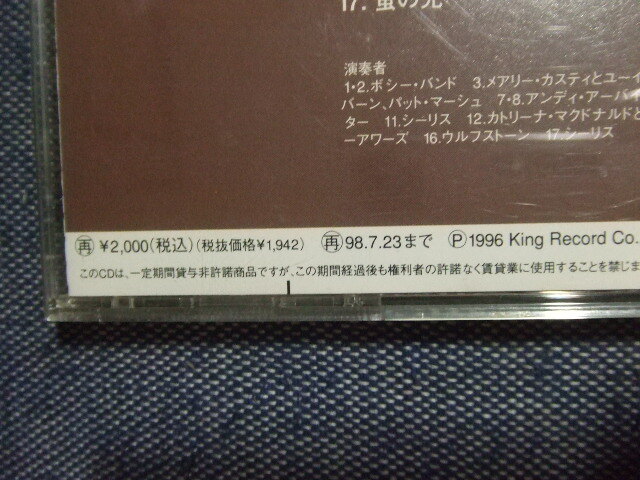 17. 蛍の光
演奏者
1・2.ボシー・バンド 3.メアリー・カスティとユーイ
バーン、パット・マーシュ 7・8.アンディ・アーバイ
ター 11.シーリス 12.カトリーナ・マクドナルドと
ーアワーズ 16.ウルフストーン 17.シーリス
再 ¥2,000(税込)(税抜価格¥1,942) 再98.7.23まで Ⓟ1996 King Record Co.
このCDは、一定期間貸与非許諾商品ですが、この期間経過後も権利者の許諾なく賃貸業に使用することを禁じま